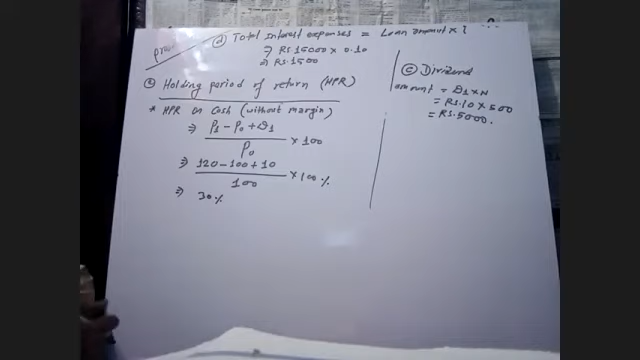 Prof
(d) Total Interest expenses = Loan amount × I
⇒ Rs.15000 × 0.10
⇒ Rs.1500
Holding period of return (HPR)
* HPR on Cash (without margin)
⇒ P1 - P0 + D1 / P0 × 100
⇒ 120 - 100 + 10 / 100 × 100 %
⇒ 30%
(c) Dividend
amount = D1 × N
= Rs.10 × 500
= Rs.5000.